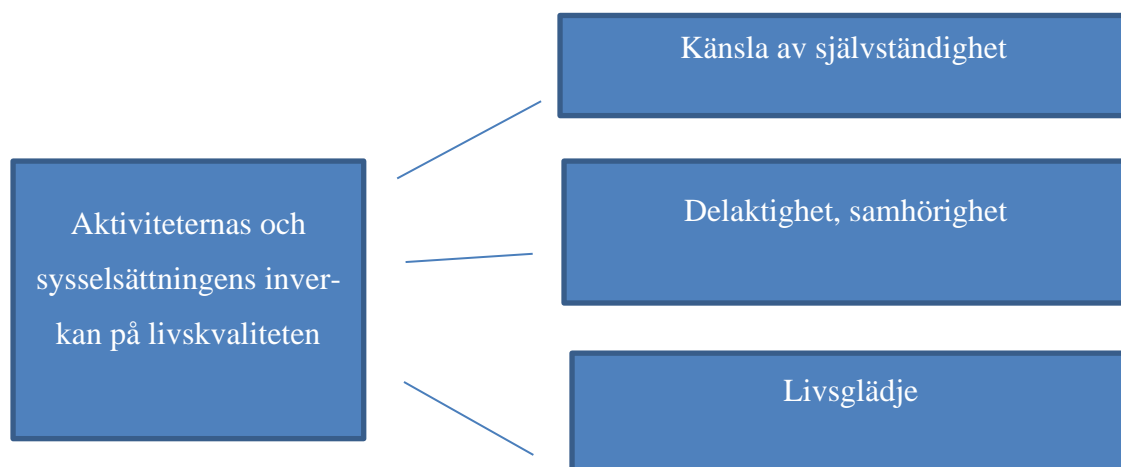 Känsla av självständighet
Aktiviteternas och
sysselsättningens inver-
kan på livskvaliteten
Delaktighet, samhörighet
Livsglädje